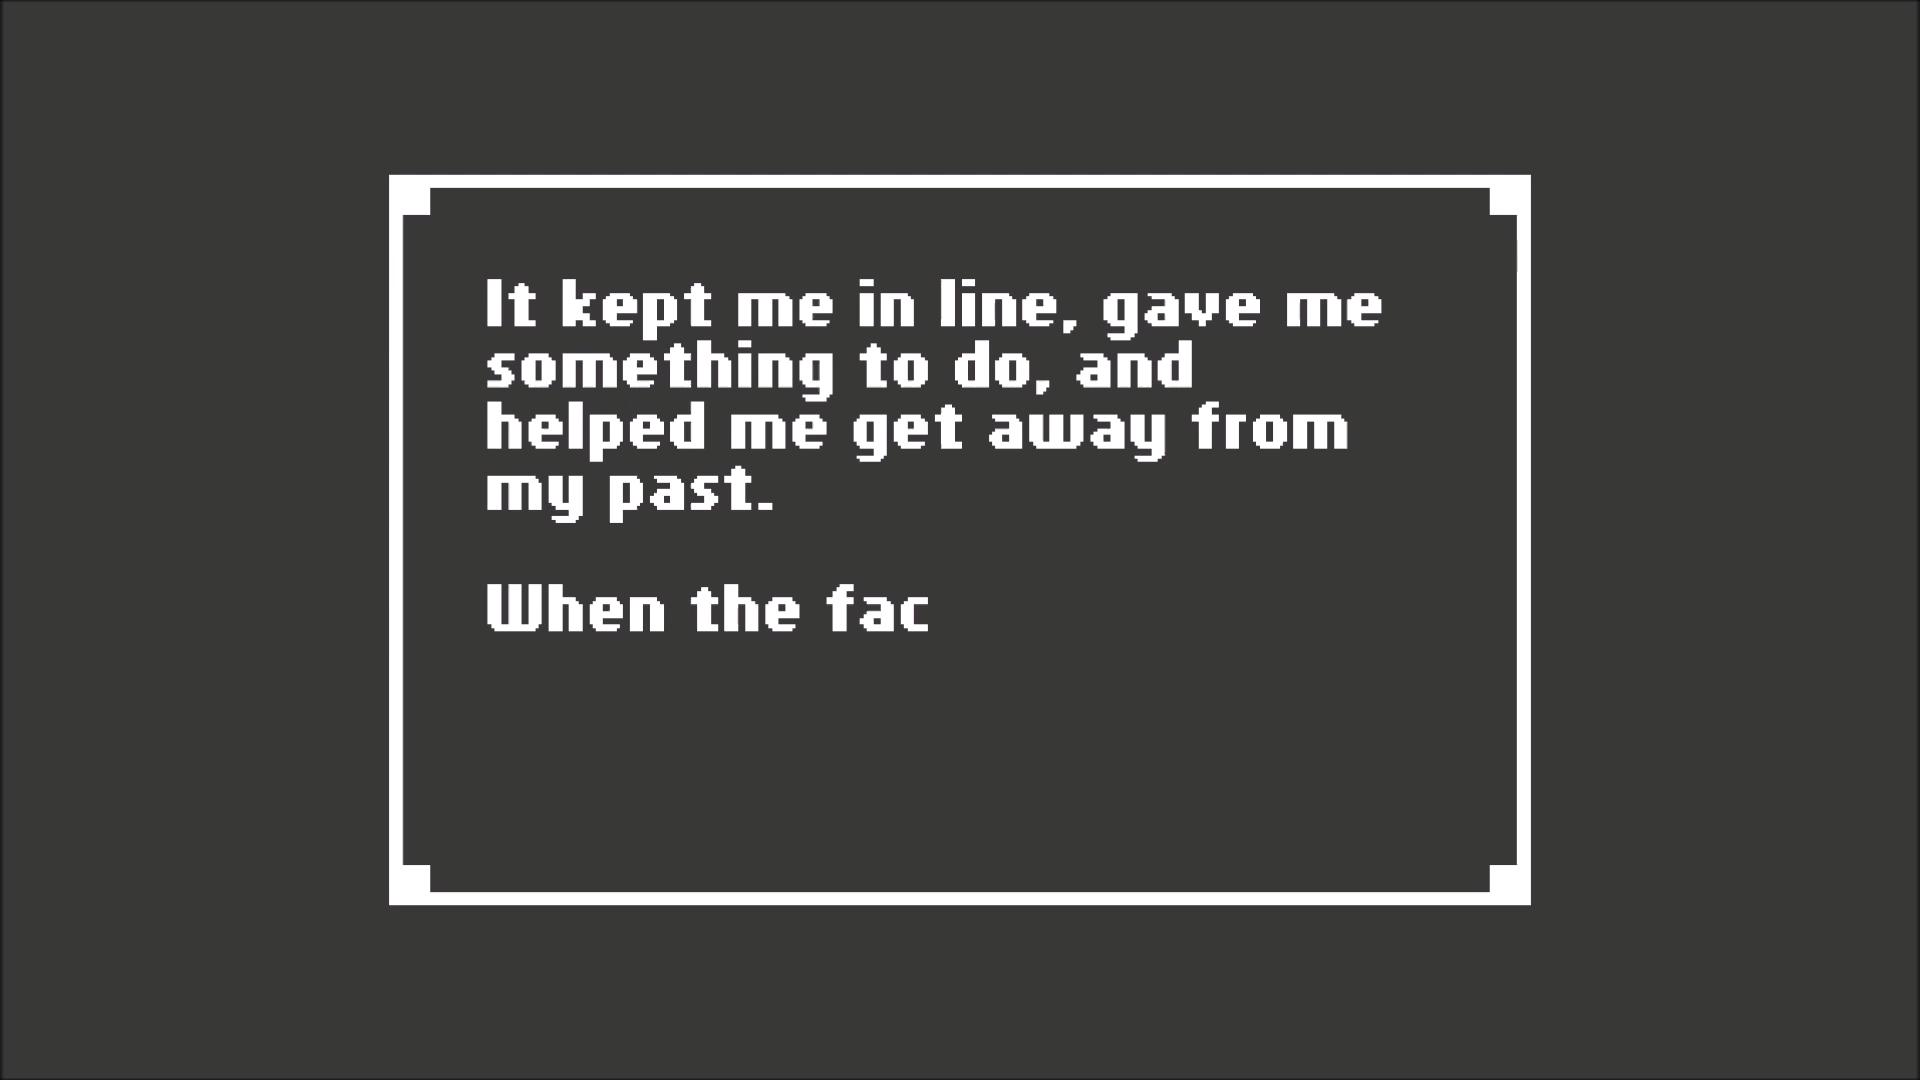 It kept me in line, gave me
something to do, and
helped me get away from
my past.
When the fac